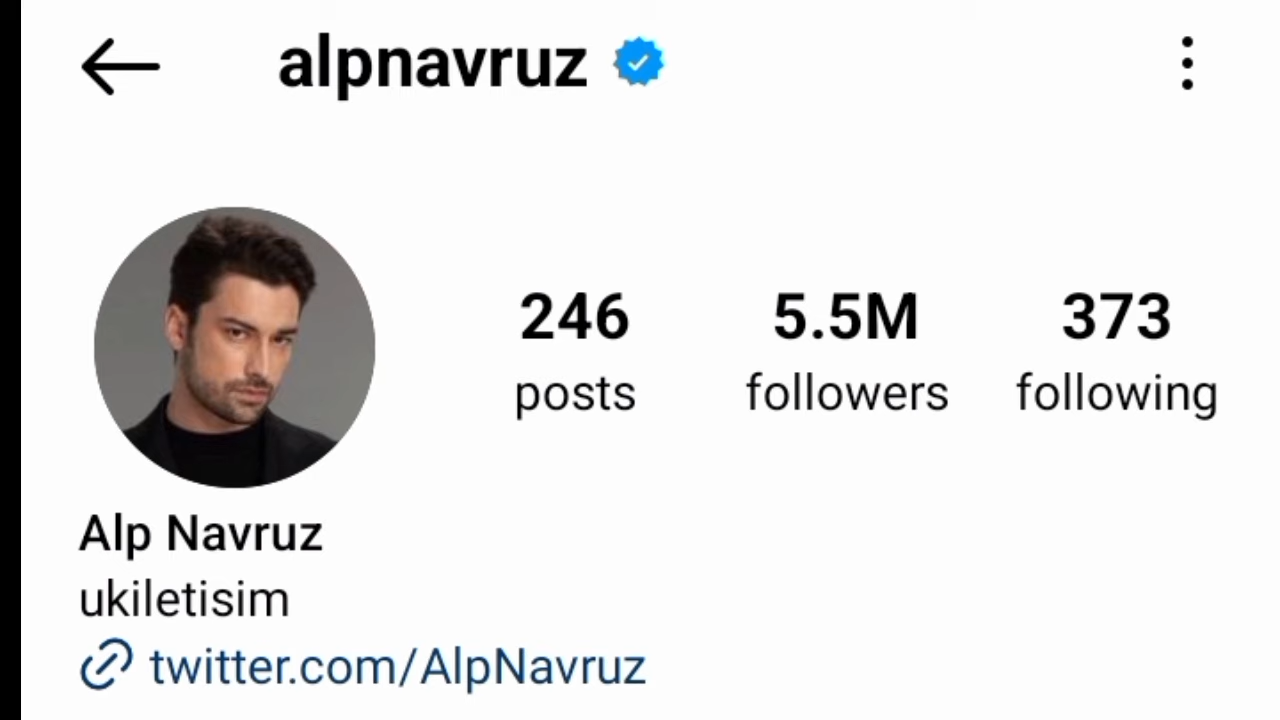 alpnavruz
246 5.5M 373
posts followers following
Alp Navruz
ukiletisim
twitter.com/AlpNavruz